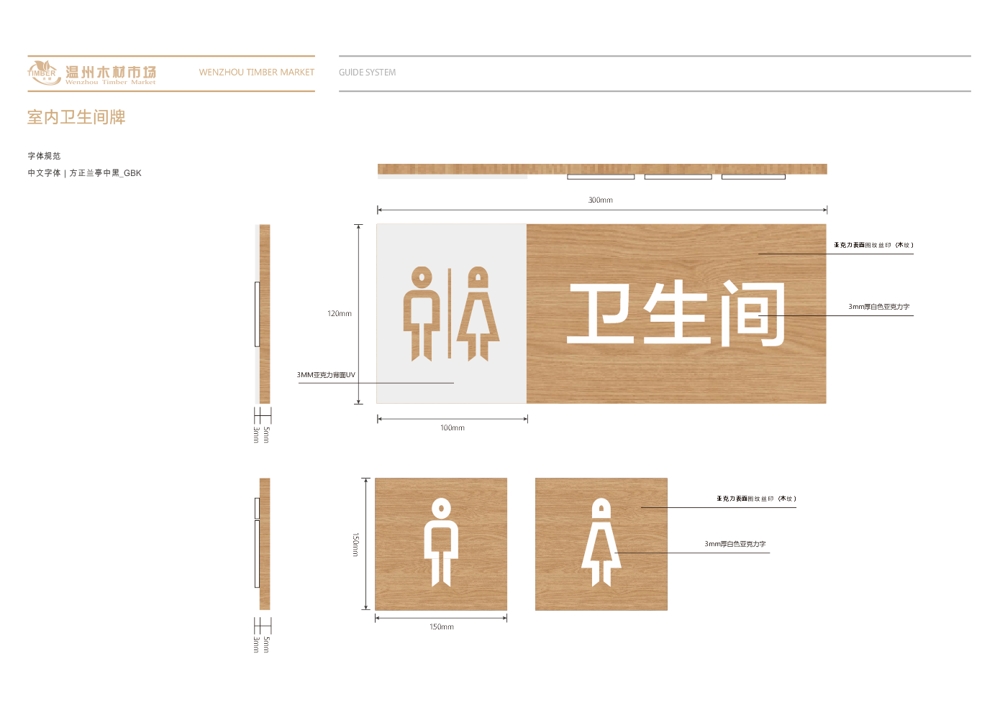 TIMBER
木 材
温州木材市场
Wenzhou Timber Market
WENZHOU TIMBER MARKET
GUIDE SYSTEM
室内卫生间牌
字体规范
中文字体 | 方正兰亭中黑_GBK
300mm
亚克力表面图纹丝印 (木纹)
卫生间
3mm厚白色亚克力字
120mm
3MM亚克力背面UV
100mm
3mm
5mm
亚克力表面图纹丝印 (木纹)
3mm厚白色亚克力字
150mm
150mm
3mm
5mm